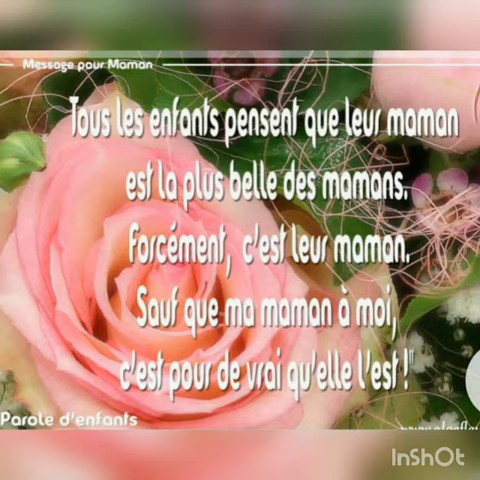 Message pour Maman
Tous les enfants pensent que leur maman
est la plus belle des mamans.
Forcément, c'est leur maman.
Sauf que ma maman à moi,
c'est pour de vrai qu'elle l'est !"
Parole d'enfants
InShOt